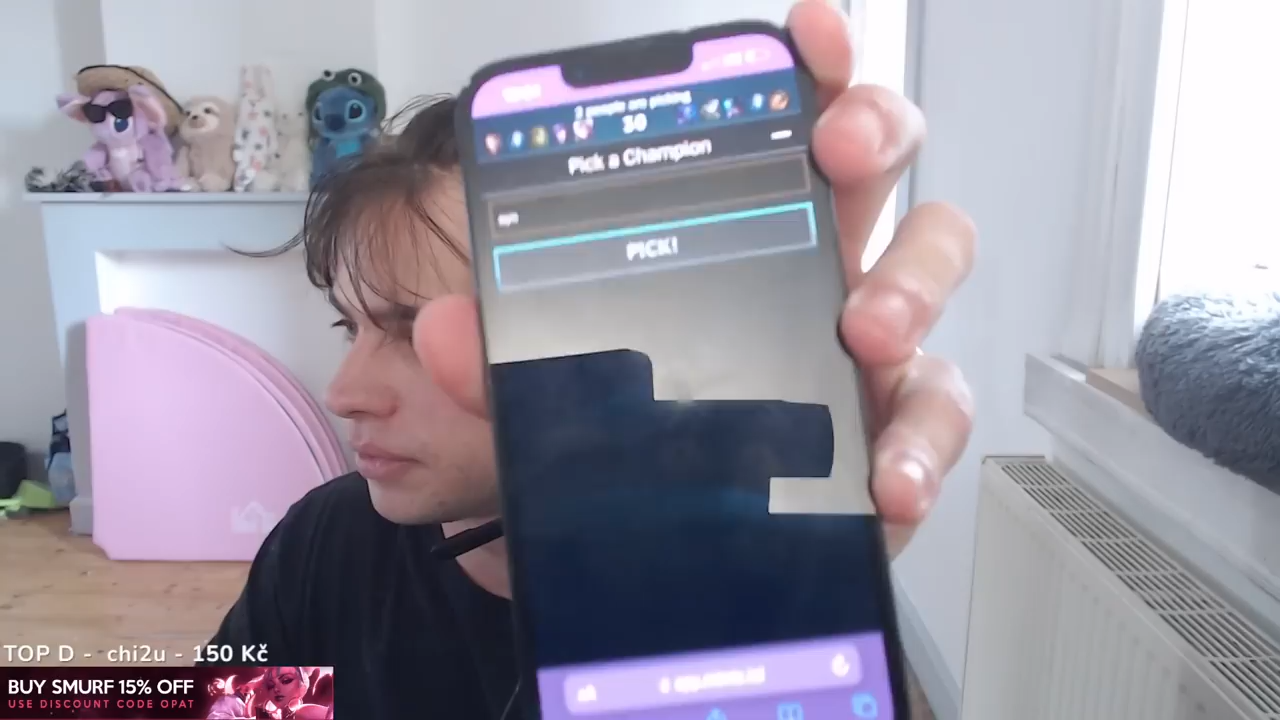 2 people are picking
30
Pick a Champion
PICK!
TOP D - chi2u - 150 Kč
BUY SMURF 15% OFF
USE DISCOUNT CODE OPAT